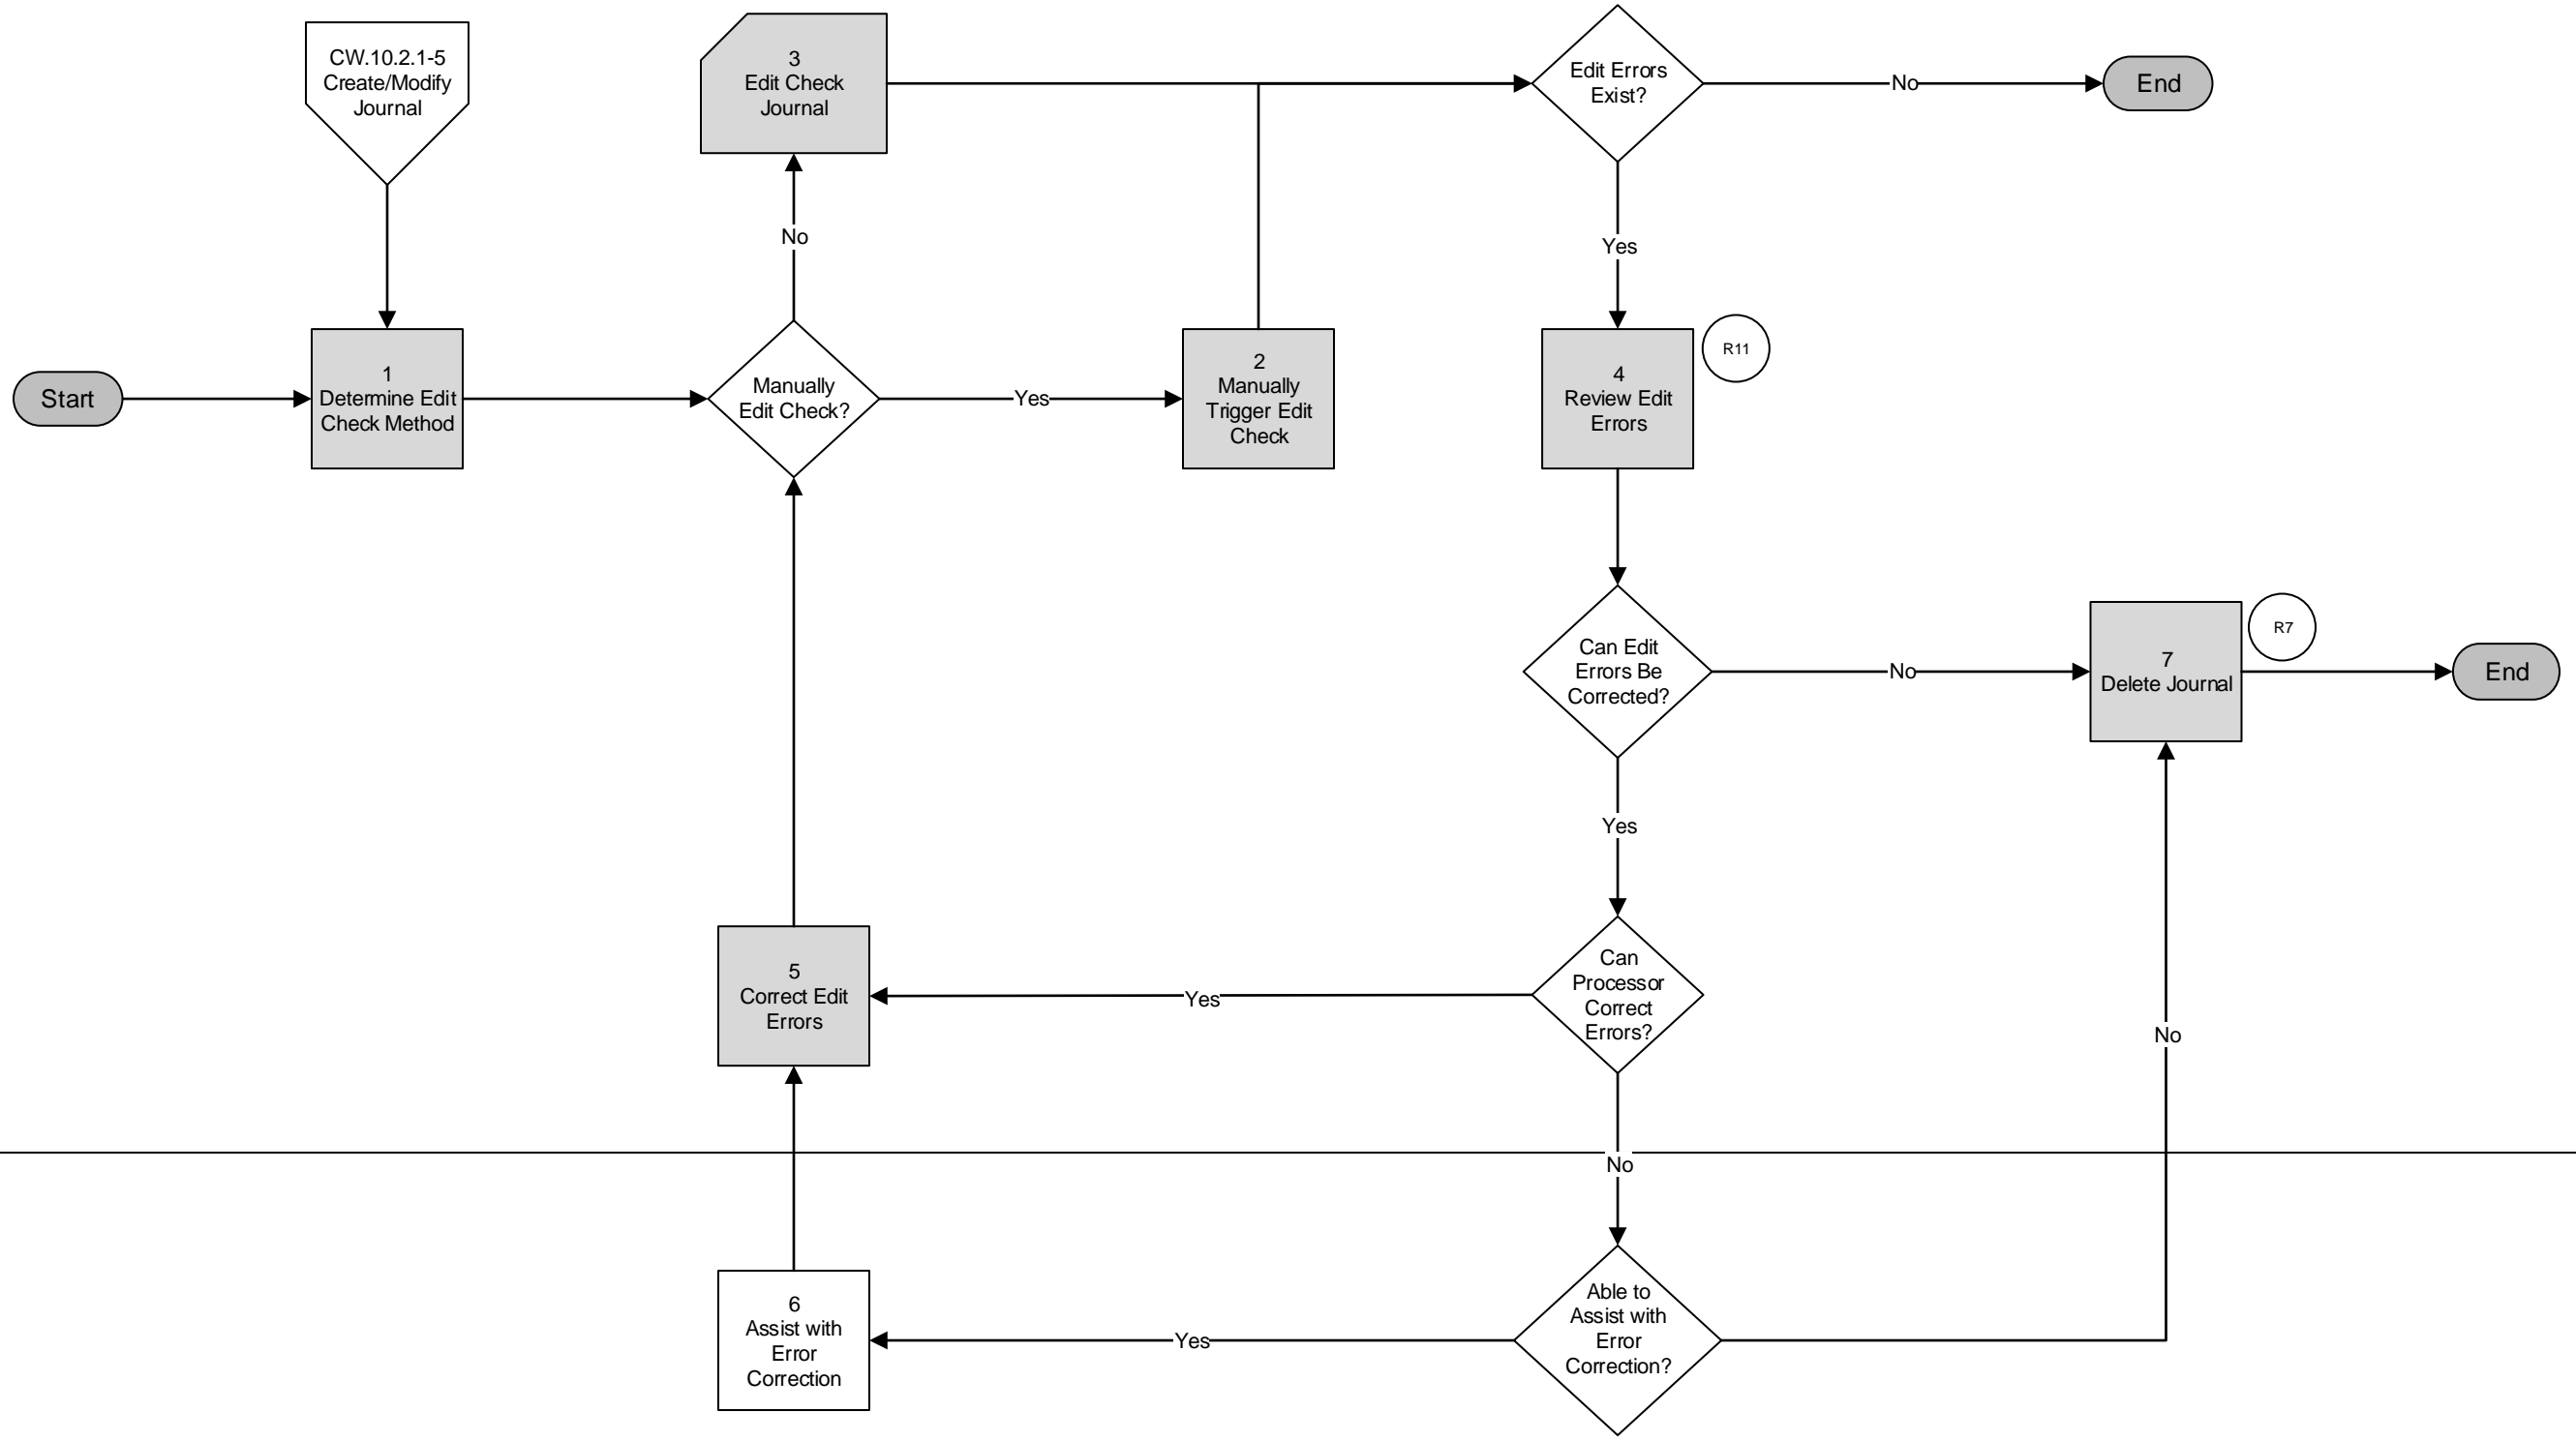 CW.10.2.1-5
Create/Modify
Journal
3
Edit Check
Journal
Edit Errors
Exist?
No
End
No
Yes
Start
1
Determine Edit
Check Method
Manually
Edit Check?
Yes
2
Manually
Trigger Edit
Check
4
Review Edit
Errors
R11
Can Edit
Errors Be
Corrected?
No
7
Delete Journal
R7
End
Yes
5
Correct Edit
Errors
Yes
Can
Processor
Correct
Errors?
No
No
6
Assist with
Error
Correction
Yes
Able to
Assist with
Error
Correction?